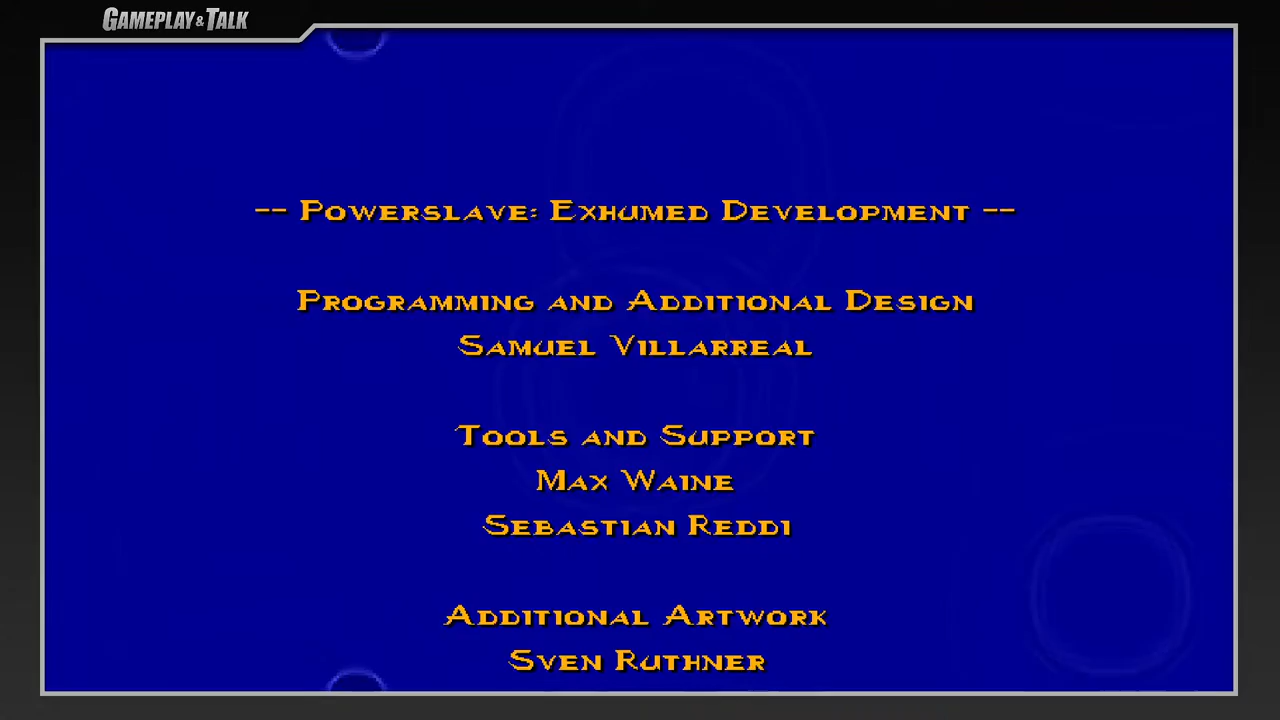 GAMEPLAY & TALK
-- POWERSLAVE: EXHUMED DEVELOPMENT --
PROGRAMMING AND ADDITIONAL DESIGN
SAMUEL VILLARREAL
TOOLS AND SUPPORT
MAX WAINE
SEBASTIAN REDDI
ADDITIONAL ARTWORK
SVEN RUTHNER